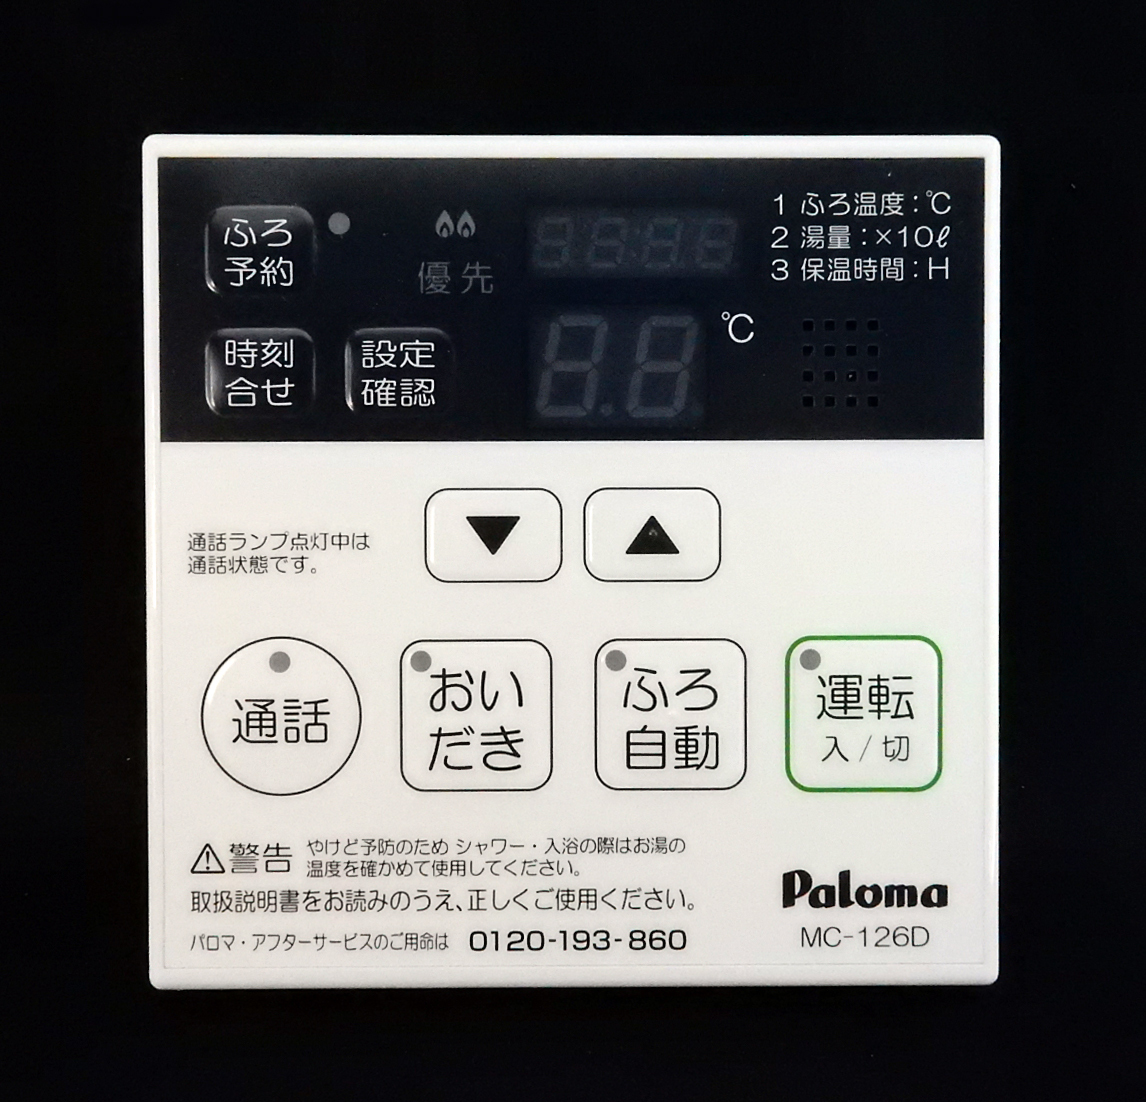 ふろ
予約
優先
1 ふろ温度：℃
2 湯量：×10ℓ
3 保温時間：H
時刻
合せ
設定
確認
℃
▼ ▲
通話ランプ点灯中は
通話状態です。
通話
おい
だき
ふろ
自動
運転
入/切
⚠警告 やけど予防のため シャワー・入浴の際はお湯の
温度を確かめて使用してください。
取扱説明書をお読みのうえ、正しくご使用ください。
パロマ・アフターサービスのご用命は 0120-193-860
Paloma
MC-126D